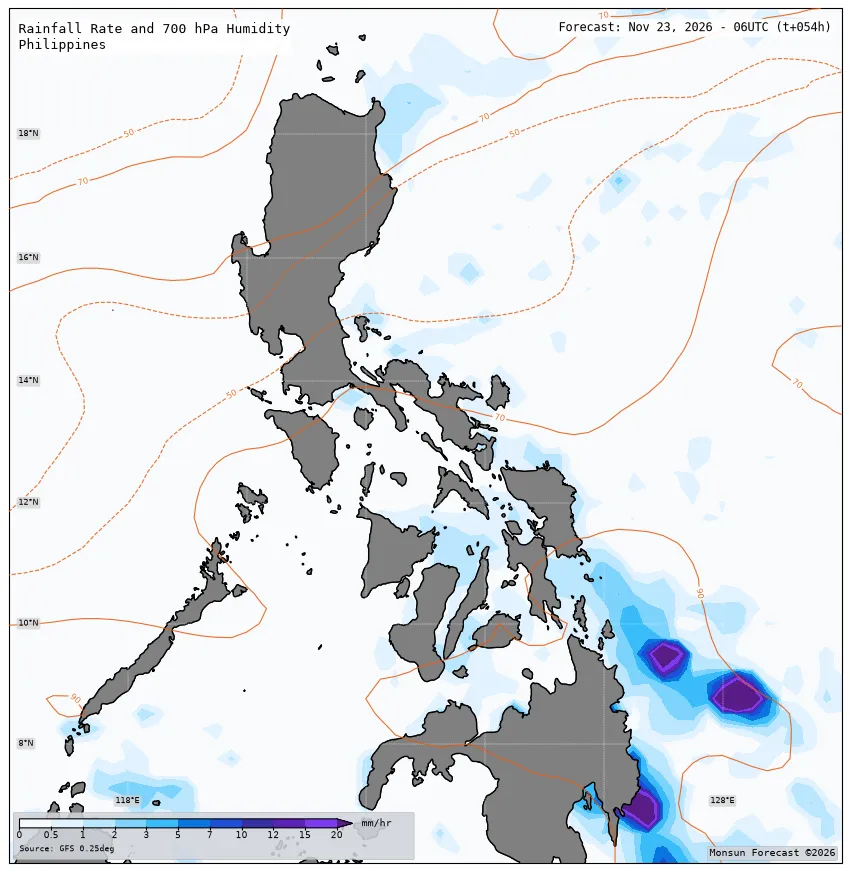 Rainfall Rate and 700 hPa Humidity
Philippines
Forecast: Nov 23, 2026 - 06UTC (t+054h)
70
18°N
50
70
50
70
16°N
14°N
50
70
70
12°N
90
10°N
90
8°N
118°E
128°E
mm/hr
0 0.5 1 2 3 5 7 10 12 15 20
Source: GFS 0.25deg
Monsun Forecast ©2026